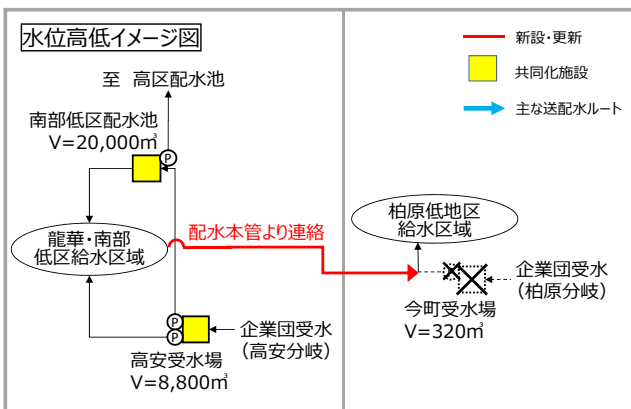 水位高低イメージ図
至 高区配水池
南部低区配水池
V=20,000㎥
P
龍華・南部
低区給水区域
配水本管より連絡
P
P
企業団受水
(高安分岐)
高安受水場
V=8,800㎥
新設・更新
共同化施設
主な送配水ルート
柏原低地区
給水区域
企業団受水
(柏原分岐)
今町受水場
V=320㎥